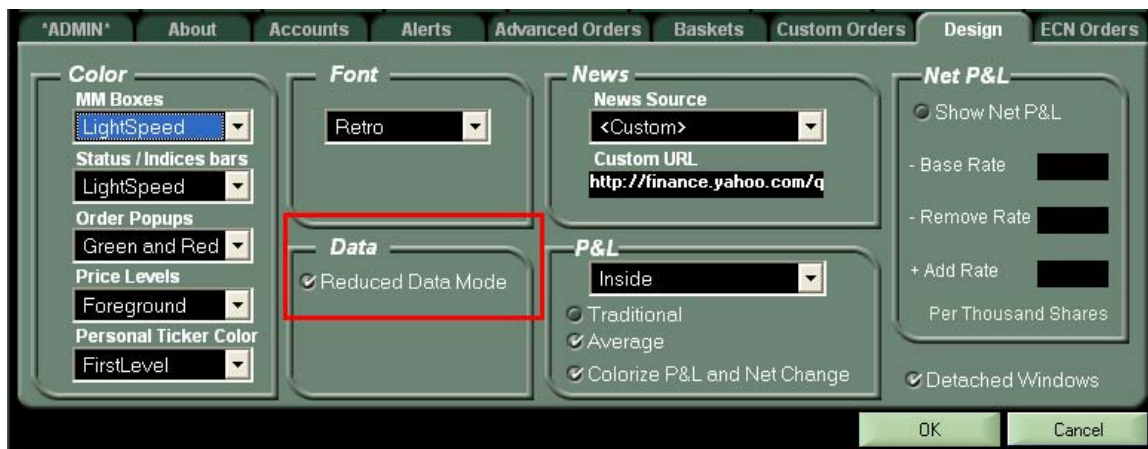 *ADMIN*
About
Accounts
Alerts
Advanced Orders
Baskets
Custom Orders
Design
ECN Orders
Color
MM Boxes
LightSpeed
Status / Indices bars
LightSpeed
Order Popups
Green and Red
Price Levels
Foreground
Personal Ticker Color
FirstLevel
Font
Retro
Data
Reduced Data Mode
News
News Source
<Custom>
Custom URL
http://finance.yahoo.com/q
P&L
Inside
Traditional
Average
Colorize P&L and Net Change
Net P&L
Show Net P&L
- Base Rate
- Remove Rate
+ Add Rate
Per Thousand Shares
Detached Windows
OK
Cancel